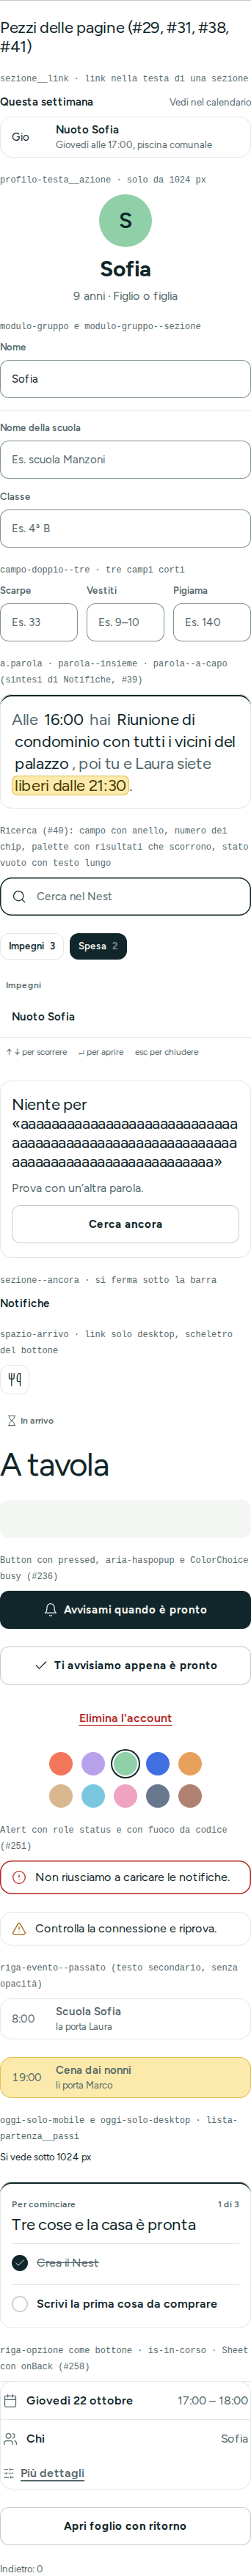 Pezzi delle pagine (#29, #31, #38,
#41)
sezione__link · link nella testa di una sezione
Questa settimana
Vedi nel calendario
Gio
Nuoto Sofia
Giovedì alle 17:00, piscina comunale
profilo-testa__azione · solo da 1024 px
S
Sofia
9 anni · Figlio o figlia
modulo-gruppo e modulo-gruppo--sezione
Nome
Sofia
Nome della scuola
Es. scuola Manzoni
Classe
Es. 4ª B
campo-doppio--tre · tre campi corti
Scarpe Vestiti Pigiama
Es. 33 Es. 9–10 Es. 140
a.parola · parola--insieme · parola--a-capo
(sintesi di Notifiche, #39)
Alle 16:00 hai Riunione di
condominio con tutti i vicini del
palazzo , poi tu e Laura siete
liberi dalle 21:30.
Ricerca (#40): campo con anello, numero dei
chip, palette con risultati che scorrono, stato
vuoto con testo lungo
Cerca nel Nest
Impegni 3 Spesa 2
Impegni
Nuoto Sofia
↑↓ per scorrere ↵ per aprire esc per chiudere
Niente per
«aaaaaaaaaaaaaaaaaaaaaaaaaaaa
aaaaaaaaaaaaaaaaaaaaaaaaaaaaa
aaaaaaaaaaaaaaaaaaaaaaaaaa»
Prova con un'altra parola.
Cerca ancora
sezione--ancora · si ferma sotto la barra
Notifiche
spazio-arrivo · link solo desktop, scheletro
del bottone
In arrivo
A tavola
Button con pressed, aria-haspopup e ColorChoice
busy (#236)
Avvisami quando è pronto
Ti avvisiamo appena è pronto
Elimina l'account
Alert con role status e con fuoco da codice
(#251)
Non riusciamo a caricare le notifiche.
Controlla la connessione e riprova.
riga-evento--passato (testo secondario, senza
opacità)
8:00
Scuola Sofia
la porta Laura
19:00
Cena dai nonni
li porta Marco
oggi-solo-mobile e oggi-solo-desktop · lista-
partenza__passi
Si vede sotto 1024 px
Per cominciare 1 di 3
Tre cose e la casa è pronta
Crea il Nest
Scrivi la prima cosa da comprare
riga-opzione come bottone · is-in-corso · Sheet
con onBack (#258)
Giovedì 22 ottobre 17:00 – 18:00
Chi Sofia
Più dettagli
Apri foglio con ritorno
Indietro: 0